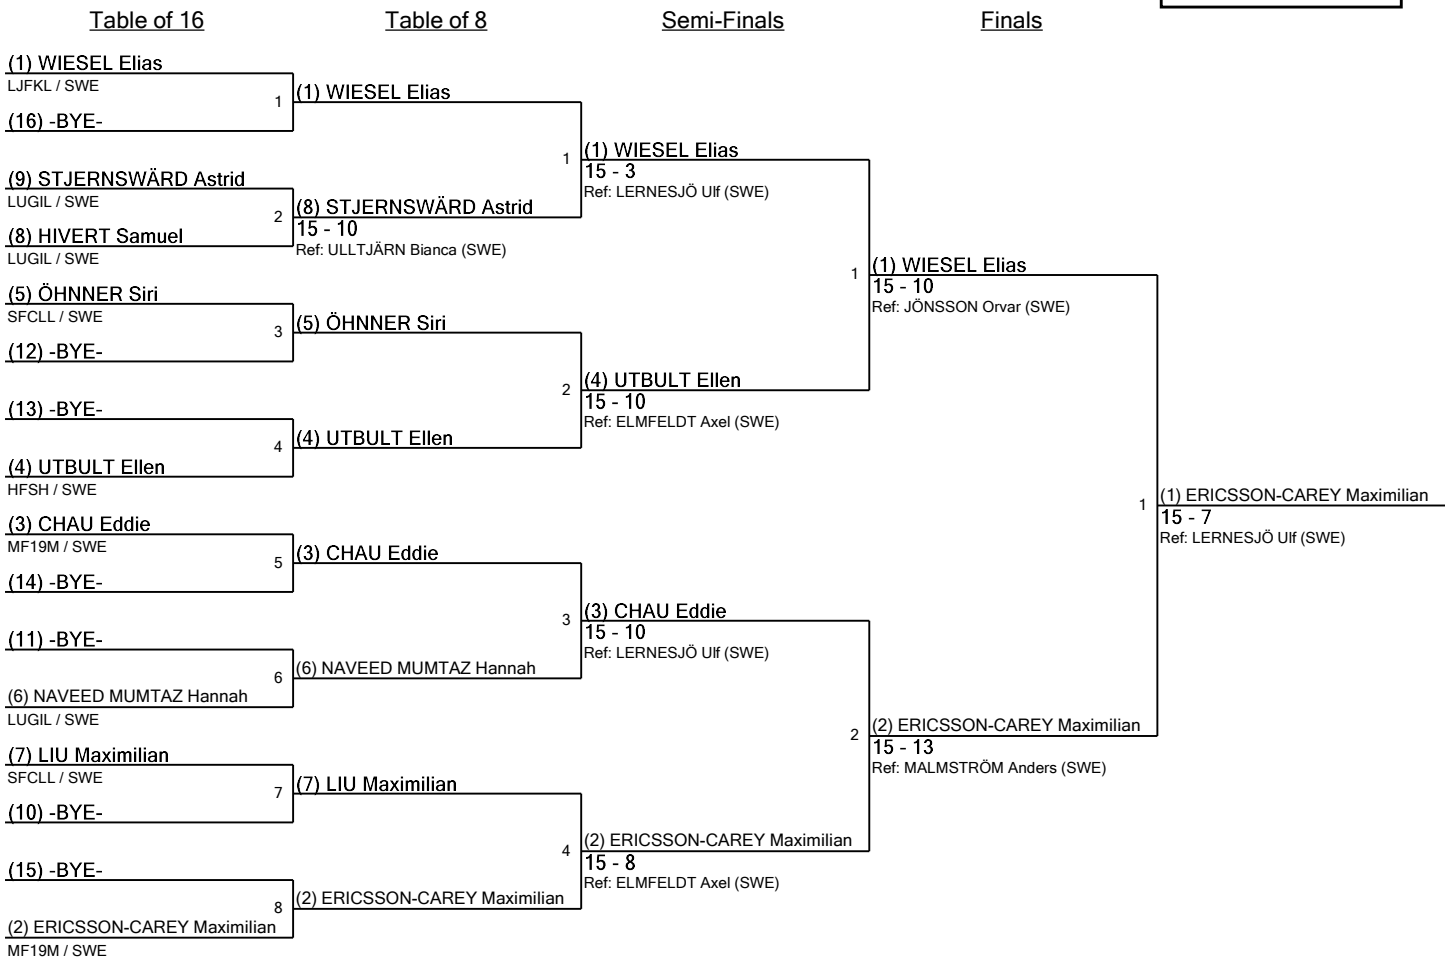 Table of 16
Table of 8
Semi-Finals
Finals
(1) WIESEL Elias
LJFKL / SWE
(16) -BYE-
(9) STJERNSWÄRD Astrid
LUGIL / SWE
(8) HIVERT Samuel
LUGIL / SWE
(5) ÖHNNER Siri
SFCLL / SWE
(12) -BYE-
(13) -BYE-
(4) UTBULT Ellen
HFSH / SWE
(3) CHAU Eddie
MF19M / SWE
(14) -BYE-
(11) -BYE-
(6) NAVEED MUMTAZ Hannah
LUGIL / SWE
(7) LIU Maximilian
SFCLL / SWE
(10) -BYE-
(15) -BYE-
(2) ERICSSON-CAREY Maximilian
MF19M / SWE
1
2
3
4
5
6
7
8
(1) WIESEL Elias
(8) STJERNSWÄRD Astrid
15 - 10
Ref: ULLTJÄRN Bianca (SWE)
(5) ÖHNNER Siri
(4) UTBULT Ellen
(3) CHAU Eddie
(6) NAVEED MUMTAZ Hannah
(7) LIU Maximilian
(2) ERICSSON-CAREY Maximilian
1
2
3
4
(1) WIESEL Elias
15 - 3
Ref: LERNESJÖ Ulf (SWE)
(4) UTBULT Ellen
15 - 10
Ref: ELMFELDT Axel (SWE)
(3) CHAU Eddie
15 - 10
Ref: LERNESJÖ Ulf (SWE)
(2) ERICSSON-CAREY Maximilian
15 - 8
Ref: ELMFELDT Axel (SWE)
1
2
(1) WIESEL Elias
15 - 10
Ref: JÖNSSON Orvar (SWE)
(2) ERICSSON-CAREY Maximilian
15 - 13
Ref: MALMSTRÖM Anders (SWE)
1
(1) ERICSSON-CAREY Maximilian
15 - 7
Ref: LERNESJÖ Ulf (SWE)